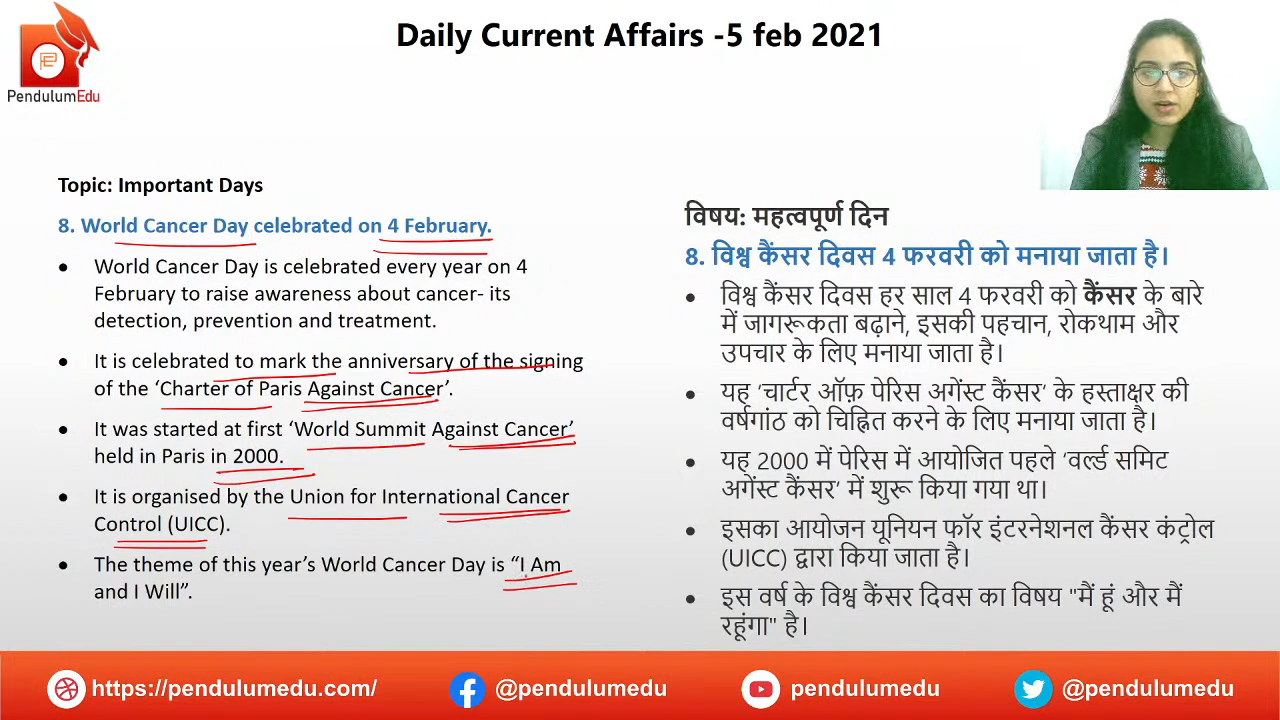 Daily Current Affairs -5 feb 2021
PendulumEdu
Topic: Important Days
8. World Cancer Day celebrated on 4 February.
• World Cancer Day is celebrated every year on 4
February to raise awareness about cancer- its
detection, prevention and treatment.
• It is celebrated to mark the anniversary of the signing
of the ‘Charter of Paris Against Cancer’.
• It was started at first ‘World Summit Against Cancer’
held in Paris in 2000.
• It is organised by the Union for International Cancer
Control (UICC).
• The theme of this year’s World Cancer Day is “I Am
and I Will”.
विषय: महत्वपूर्ण दिन
8. विश्व कैंसर दिवस 4 फरवरी को मनाया जाता है।
• विश्व कैंसर दिवस हर साल 4 फरवरी को कैंसर के बारे
में जागरूकता बढ़ाने, इसकी पहचान, रोकथाम और
उपचार के लिए मनाया जाता है।
• यह ‘चार्टर ऑफ़ पेरिस अगेंस्ट कैंसर’ के हस्ताक्षर की
वर्षगांठ को चिह्नित करने के लिए मनाया जाता है।
• यह 2000 में पेरिस में आयोजित पहले ‘वर्ल्ड समिट
अगेंस्ट कैंसर’ में शुरू किया गया था।
• इसका आयोजन यूनियन फॉर इंटरनेशनल कैंसर कंट्रोल
(UICC) द्वारा किया जाता है।
• इस वर्ष के विश्व कैंसर दिवस का विषय "मैं हूं और मैं
रहूंगा" है।
https://pendulumedu.com/
@pendulumedu
pendulumedu
@pendulumedu